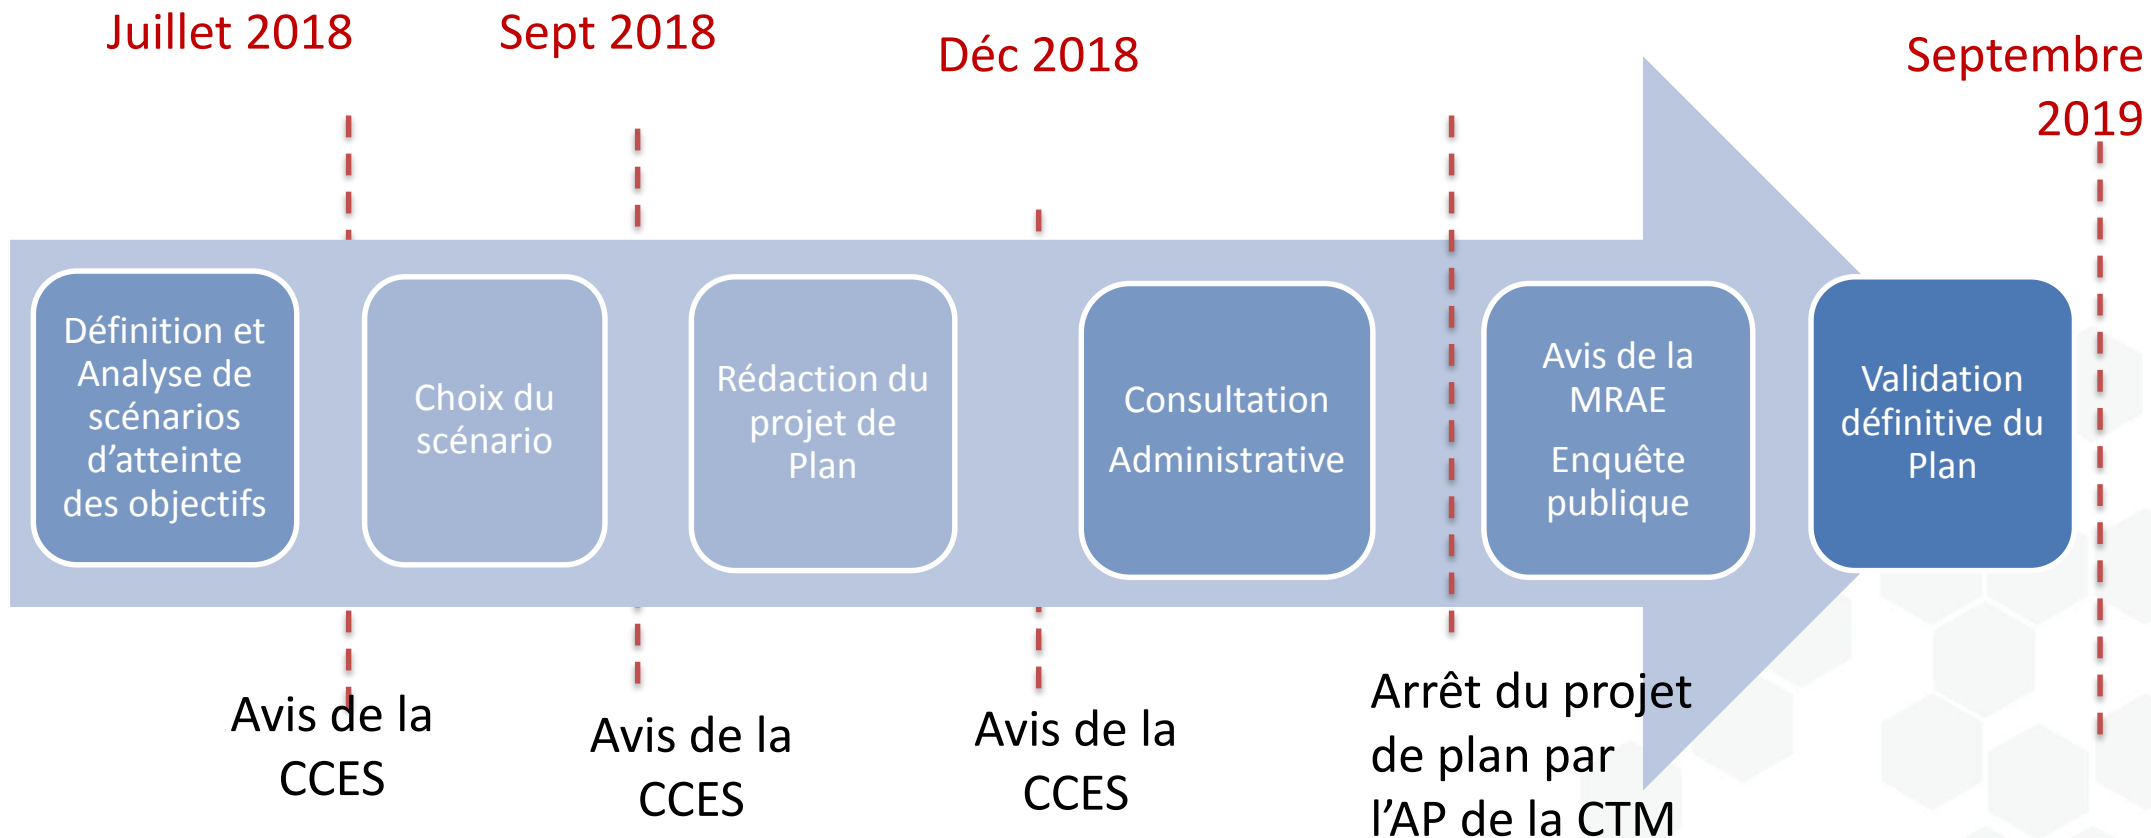 Juillet 2018
Sept 2018
Déc 2018
Septembre
2019
Définition et
Analyse de
scénarios
d’atteinte
des objectifs
Choix du
scénario
Rédaction du
projet de
Plan
Consultation
Administrative
Avis de la
MRAE
Enquête
publique
Validation
définitive du
Plan
Avis de la
CCES
Avis de la
CCES
Avis de la
CCES
Arrêt du projet
de plan par
l’AP de la CTM